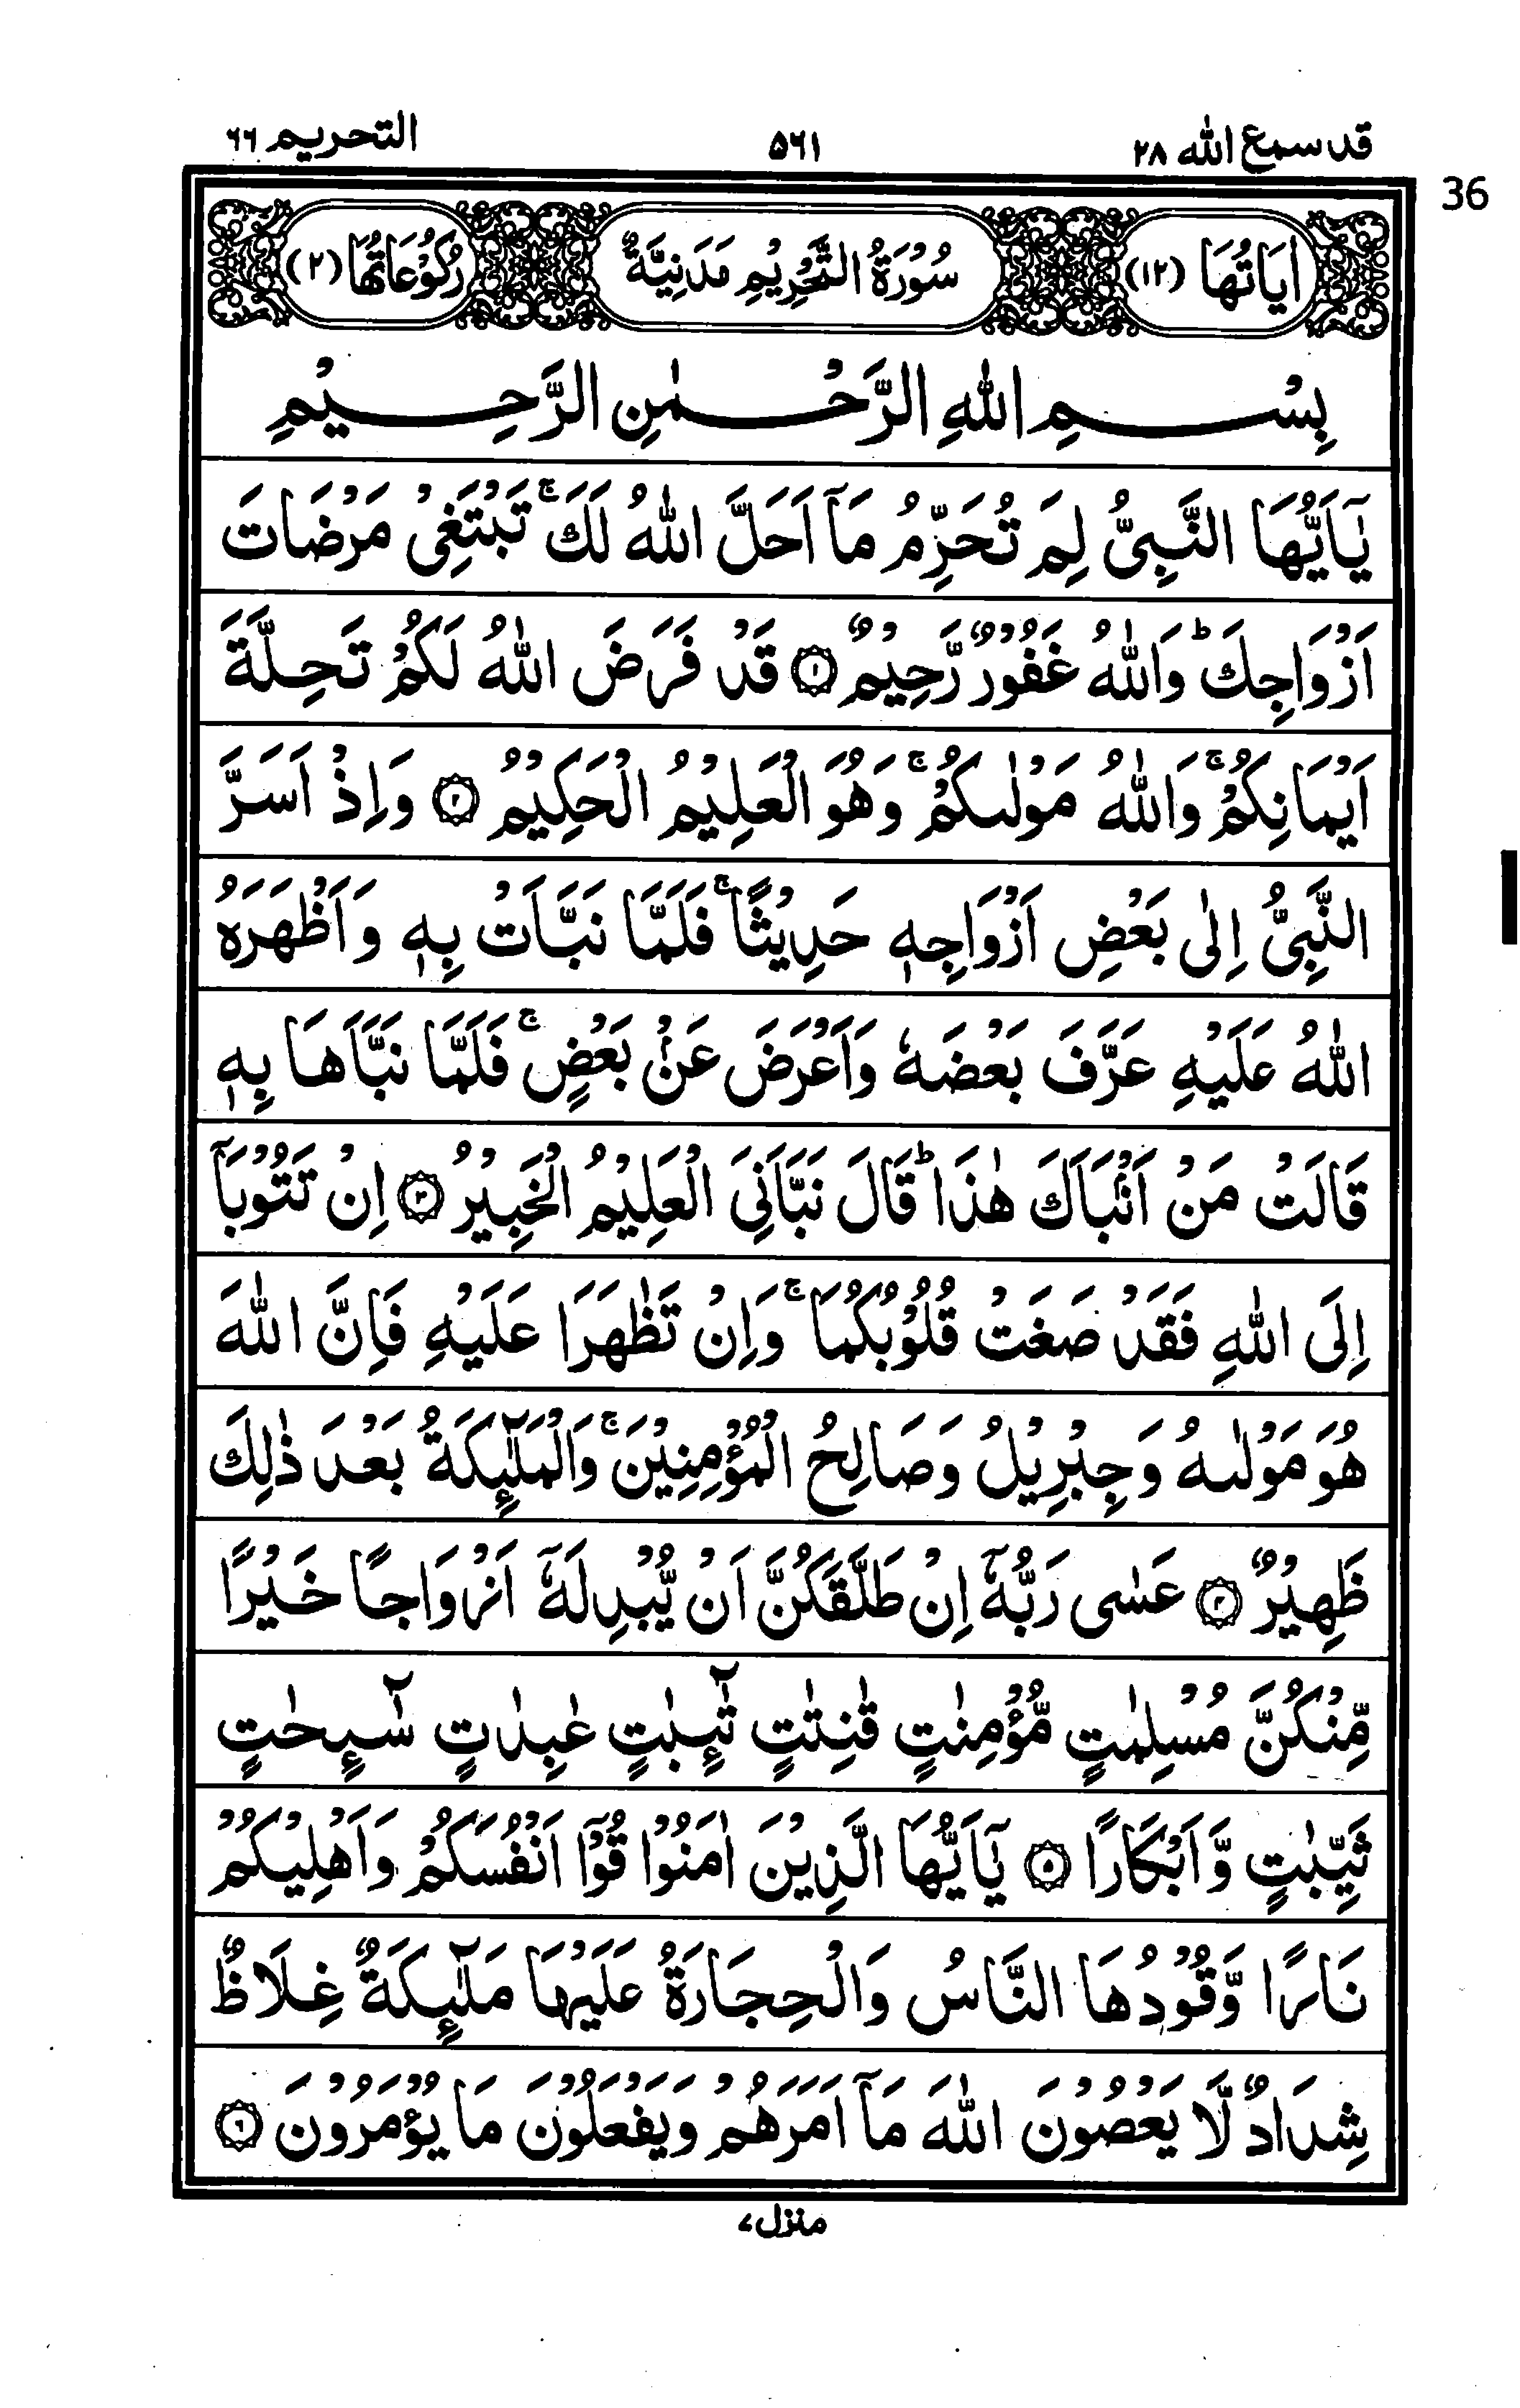 قد سمع الله ٢٨ ٥٦١ التحريم ٦٦
36
اٰيَاتُهَا (١٢) سُوْرَةُ التَّحْرِيْمِ مَدَنِيَّةٌ رُكُوْعَاتُهَا (٢)
بِسْمِ اللّٰهِ الرَّحْمٰنِ الرَّحِيْمِ
يٰٓاَيُّهَا النَّبِىُّ لِمَ تُحَرِّمُ مَآ اَحَلَّ اللّٰهُ لَكَ ۚ تَبْتَغِىْ مَرْضَاتَ
اَزْوَاجِكَ ؕ وَاللّٰهُ غَفُوْرٌ رَّحِيْمٌ ۝١ قَدْ فَرَضَ اللّٰهُ لَكُمْ تَحِلَّةَ
اَيْمَانِكُمْ ۚ وَاللّٰهُ مَوْلٰىكُمْ ۚ وَهُوَ الْعَلِيْمُ الْحَكِيْمُ ۝٢ وَاِذْ اَسَرَّ
النَّبِىُّ اِلٰى بَعْضِ اَزْوَاجِهٖ حَدِيْثًا ۚ فَلَمَّا نَبَّاَتْ بِهٖ وَاَظْهَرَهُ
اللّٰهُ عَلَيْهِ عَرَّفَ بَعْضَهٗ وَاَعْرَضَ عَنْۢ بَعْضٍ ۚ فَلَمَّا نَبَّاَهَا بِهٖ
قَالَتْ مَنْ اَنْۢبَاَكَ هٰذَا ؕ قَالَ نَبَّاَنِىَ الْعَلِيْمُ الْخَبِيْرُ ۝٣ اِنْ تَتُوْبَآ
اِلَى اللّٰهِ فَقَدْ صَغَتْ قُلُوْبُكُمَا ۚ وَاِنْ تَظٰهَرَا عَلَيْهِ فَاِنَّ اللّٰهَ
هُوَ مَوْلٰىهُ وَجِبْرِيْلُ وَصَالِحُ الْمُؤْمِنِيْنَ ۚ وَالْمَلٰٓئِكَةُ بَعْدَ ذٰلِكَ
ظَهِيْرٌ ۝٤ عَسٰى رَبُّهٗٓ اِنْ طَلَّقَكُنَّ اَنْ يُّبْدِلَهٗٓ اَزْوَاجًا خَيْرًا
مِّنْكُنَّ مُسْلِمٰتٍ مُّؤْمِنٰتٍ قٰنِتٰتٍ تٰٓئِبٰتٍ عٰبِدٰتٍ سٰٓئِحٰتٍ
ثَيِّبٰتٍ وَّاَبْكَارًا ۝٥ يٰٓاَيُّهَا الَّذِيْنَ اٰمَنُوْا قُوْٓا اَنْفُسَكُمْ وَاَهْلِيْكُمْ
نَارًا وَّقُوْدُهَا النَّاسُ وَالْحِجَارَةُ عَلَيْهَا مَلٰٓئِكَةٌ غِلَاظٌ
شِدَادٌ لَّا يَعْصُوْنَ اللّٰهَ مَآ اَمَرَهُمْ وَيَفْعَلُوْنَ مَا يُؤْمَرُوْنَ ۝٦
منزل ٧